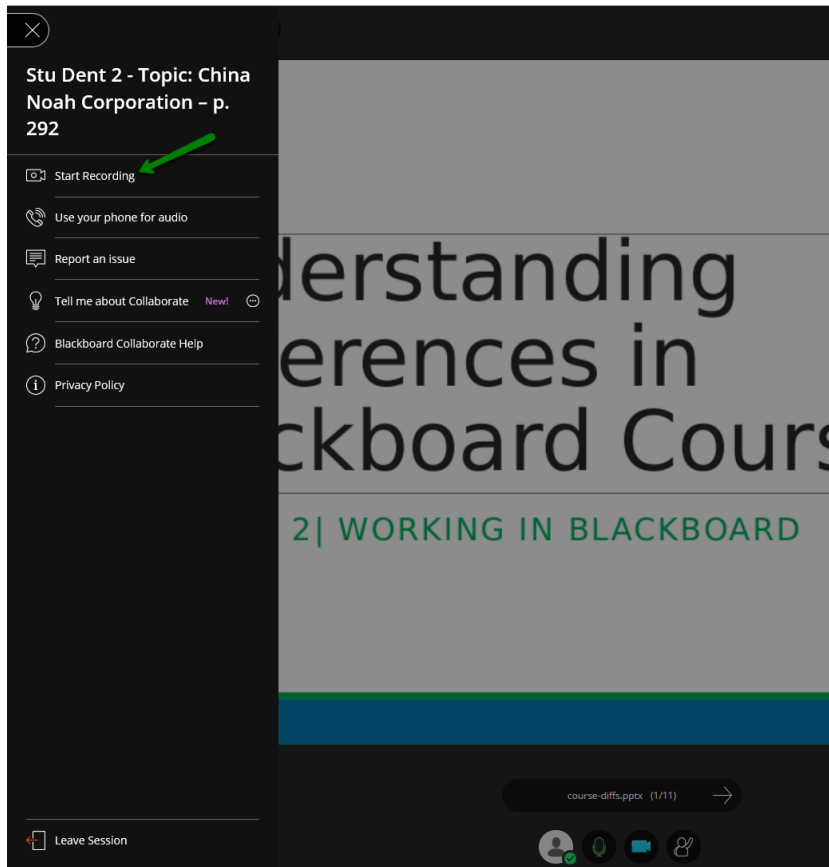 Stu Dent 2 - Topic: China
Noah Corporation – p.
292
Start Recording
Use your phone for audio
Report an issue
Tell me about Collaborate New!
Blackboard Collaborate Help
Privacy Policy
Leave Session
derstanding
erences in
ckboard Cours
2| WORKING IN BLACKBOARD
course-diffs.pptx (1/11)